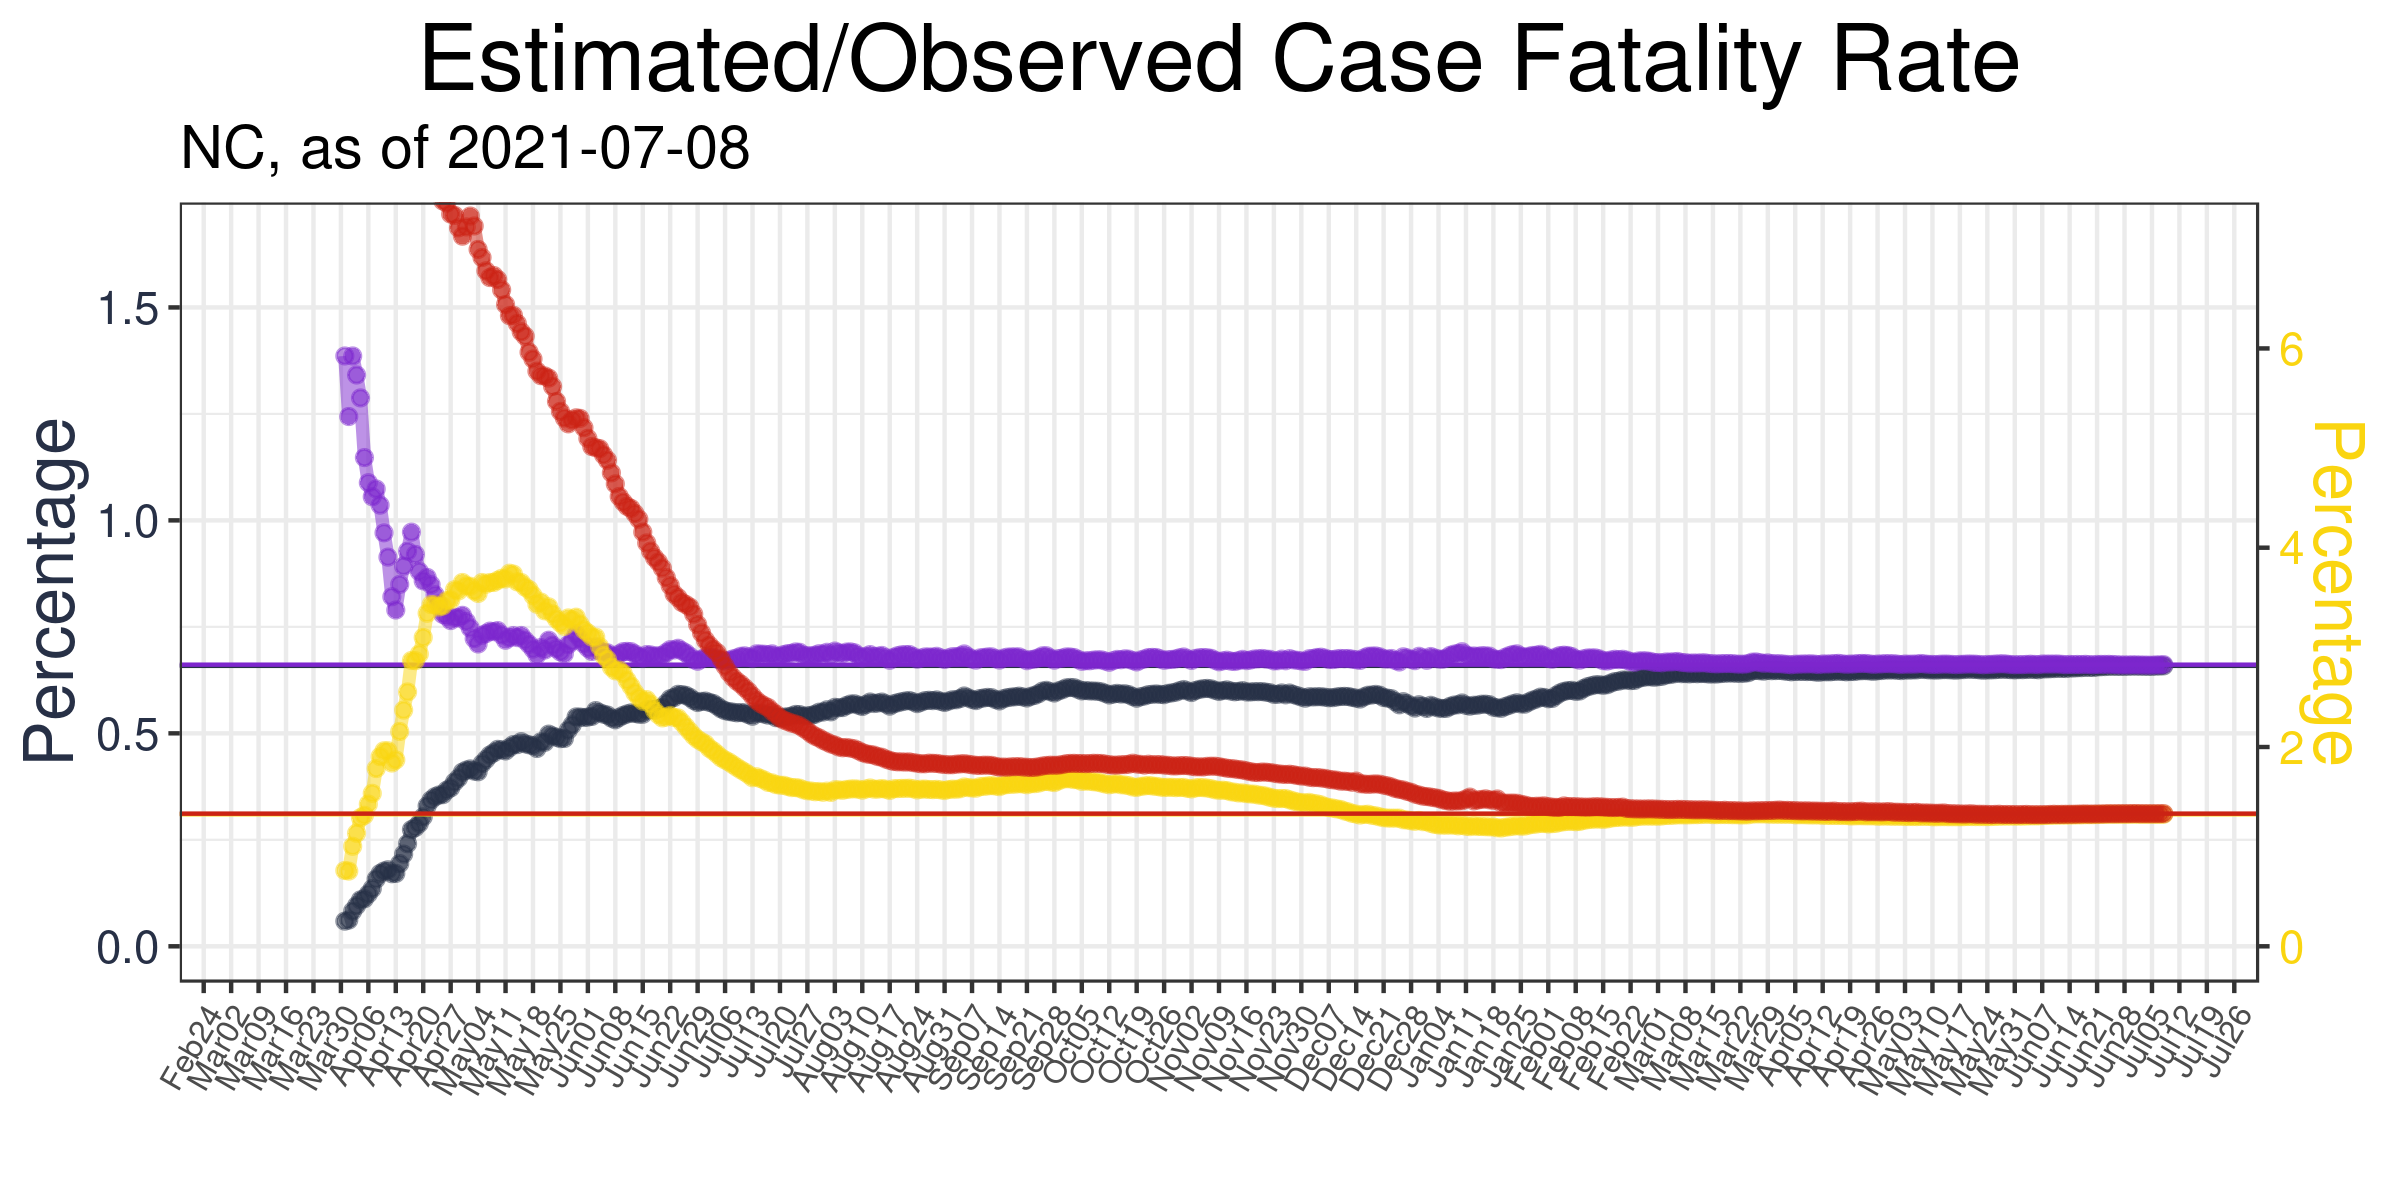 Estimated/Observed Case Fatality Rate
NC, as of 2021-07-08
Percentage
1.5
1.0
0.5
0.0
6
4
2
0
Percentage
Feb24
Mar02
Mar09
Mar16
Mar23
Mar30
Apr06
Apr13
Apr20
Apr27
May04
May11
May18
May25
Jun01
Jun08
Jun15
Jun22
Jun29
Jul06
Jul13
Jul20
Jul27
Aug03
Aug10
Aug17
Aug24
Aug31
Sep07
Sep14
Sep21
Sep28
Oct05
Oct12
Oct19
Oct26
Nov02
Nov09
Nov16
Nov23
Nov30
Dec07
Dec14
Dec21
Dec28
Jan04
Jan11
Jan18
Jan25
Feb01
Feb08
Feb15
Feb22
Mar01
Mar08
Mar15
Mar22
Mar29
Apr05
Apr12
Apr19
Apr26
May03
May10
May17
May24
May31
Jun07
Jun14
Jun21
Jun28
Jul05
Jul12
Jul19
Jul26